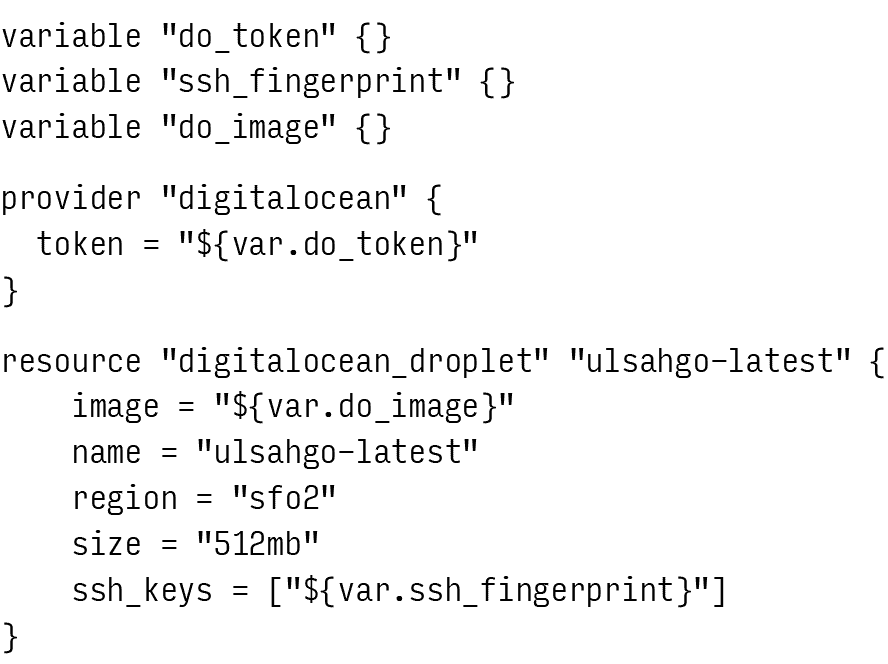 variable "do_token" {}
variable "ssh_fingerprint" {}
variable "do_image" {}
provider "digitalocean" {
  token = "${var.do_token}"
}
resource "digitalocean_droplet" "ulsahgo-latest" {
    image = "${var.do_image}"
    name = "ulsahgo-latest"
    region = "sfo2"
    size = "512mb"
    ssh_keys = ["${var.ssh_fingerprint}"]
}